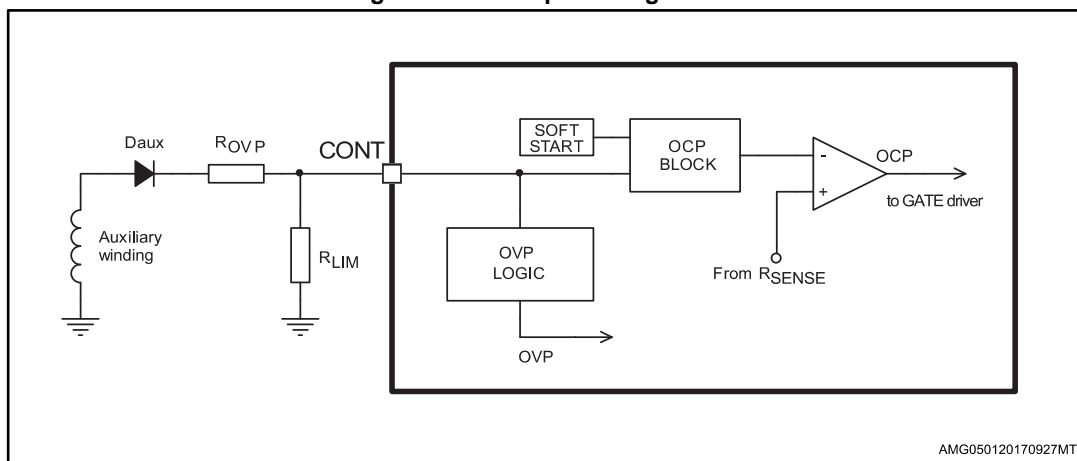 Daux
ROVP
CONT
SOFT
START
OCP
BLOCK
-
+
OCP
to GATE driver
Auxiliary
winding
RLIM
OVP
LOGIC
From RSENSE
OVP
AMG050120170927MT